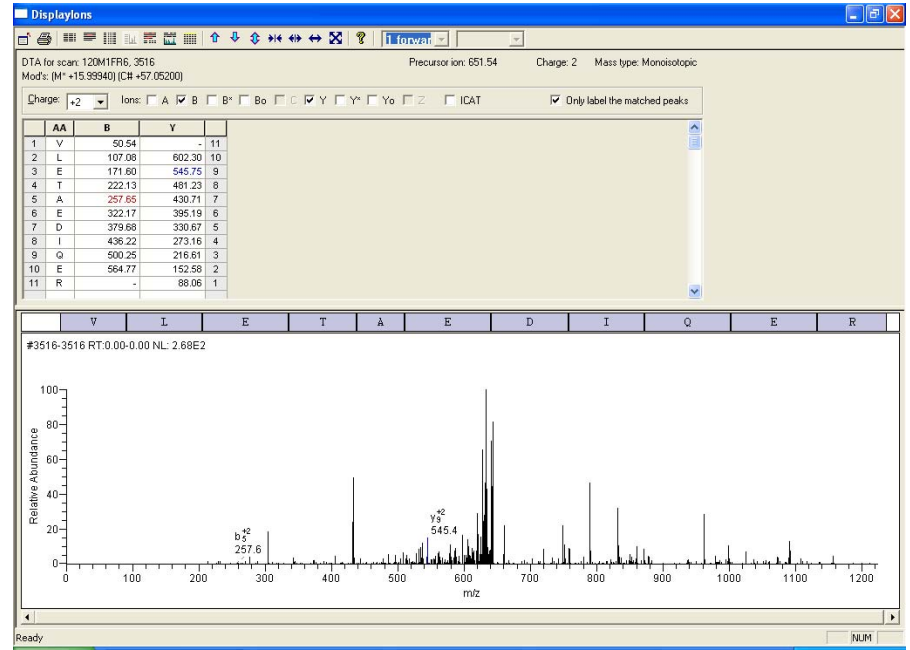 DisplayIons
1 forwar
DTA for scan: 120M1FR6, 3516 Precursor ion: 651.54 Charge: 2 Mass type: Monoisotopic
Mod's: (M* +15.99940) (C# +57.05200)
Charge: +2 Ions: A B B* Bo C Y Y* Yo Z ICAT Only label the matched peaks
AA B Y
1 V 50.54 - 11
2 L 107.08 602.30 10
3 E 171.60 545.75 9
4 T 222.13 481.23 8
5 A 257.65 430.71 7
6 E 322.17 395.19 6
7 D 379.68 330.67 5
8 I 436.22 273.16 4
9 Q 500.25 216.61 3
10 E 564.77 152.58 2
11 R - 88.06 1
V L E T A E D I Q E R
#3516-3516 RT:0.00-0.00 NL: 2.68E2
100
80
60
40
20
0
Relative Abundance
b5+2
257.6
y9+2
545.4
0 100 200 300 400 500 600 700 800 900 1000 1100 1200
m/z
Ready NUM